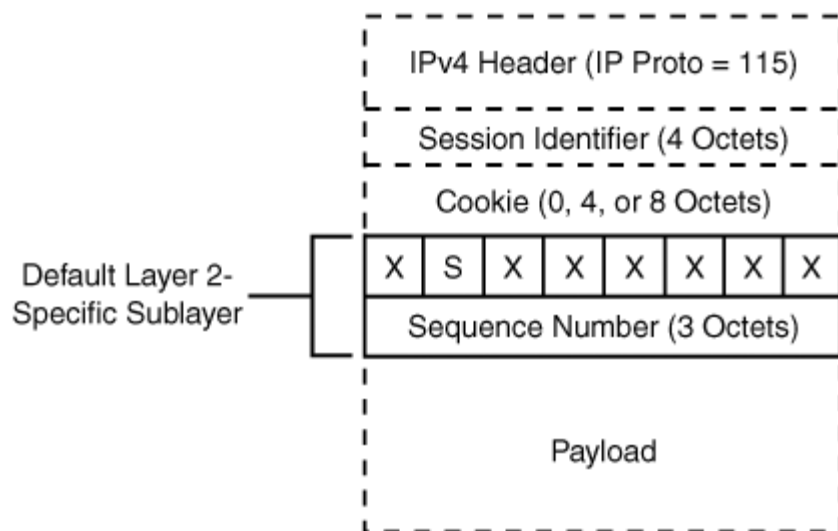 IPv4 Header (IP Proto = 115)
Session Identifier (4 Octets)
Cookie (0, 4, or 8 Octets)
Default Layer 2-
Specific Sublayer
X S X X X X X X
Sequence Number (3 Octets)
Payload